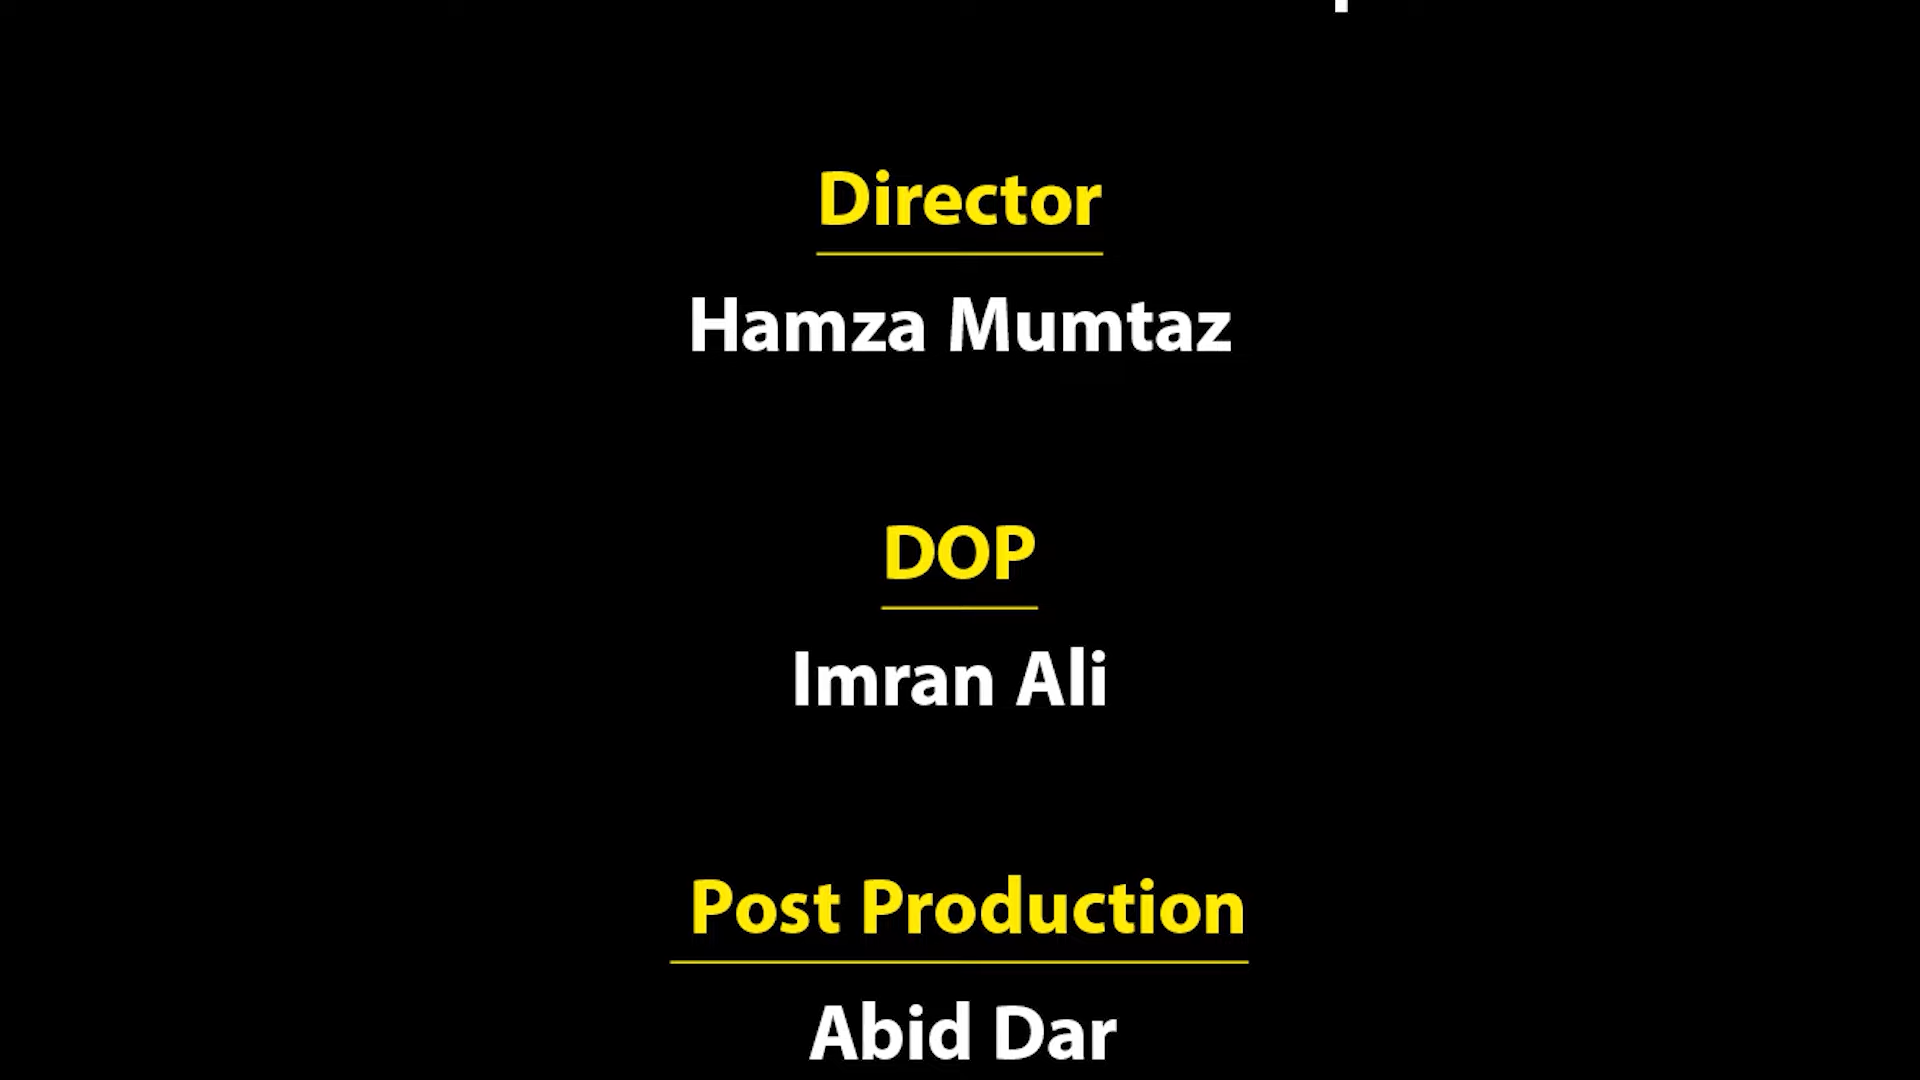 Director
Hamza Mumtaz
DOP
Imran Ali
Post Production
Abid Dar